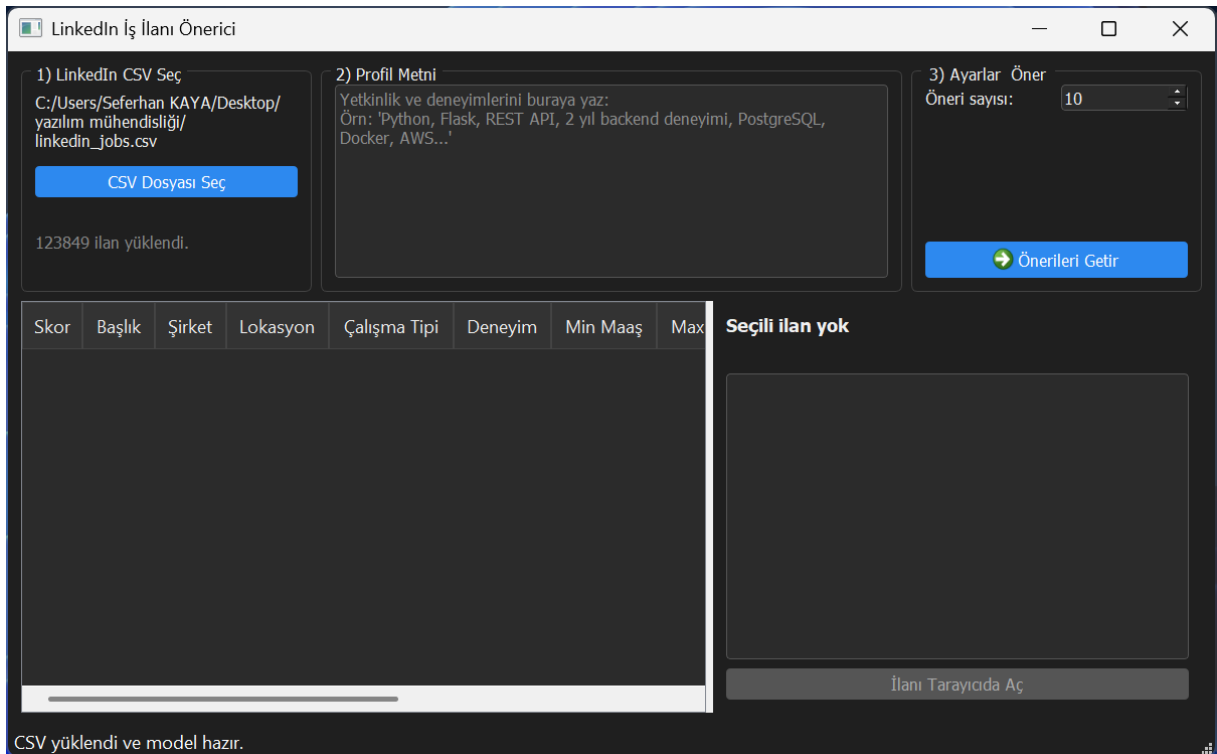 LinkedIn İş İlanı Önerici
1) LinkedIn CSV Seç
C:/Users/Seferhan KAYA/Desktop/
yazılım mühendisliği/
linkedin_jobs.csv
CSV Dosyası Seç
123849 ilan yüklendi.
2) Profil Metni
Yetkinlik ve deneyimlerini buraya yaz:
Örn: 'Python, Flask, REST API, 2 yıl backend deneyimi, PostgreSQL,
Docker, AWS...'
3) Ayarlar  Öner
Öneri sayısı: 10
Önerileri Getir
Skor Başlık Şirket Lokasyon Çalışma Tipi Deneyim Min Maaş Max
Seçili ilan yok
İlanı Tarayıcıda Aç
CSV yüklendi ve model hazır.